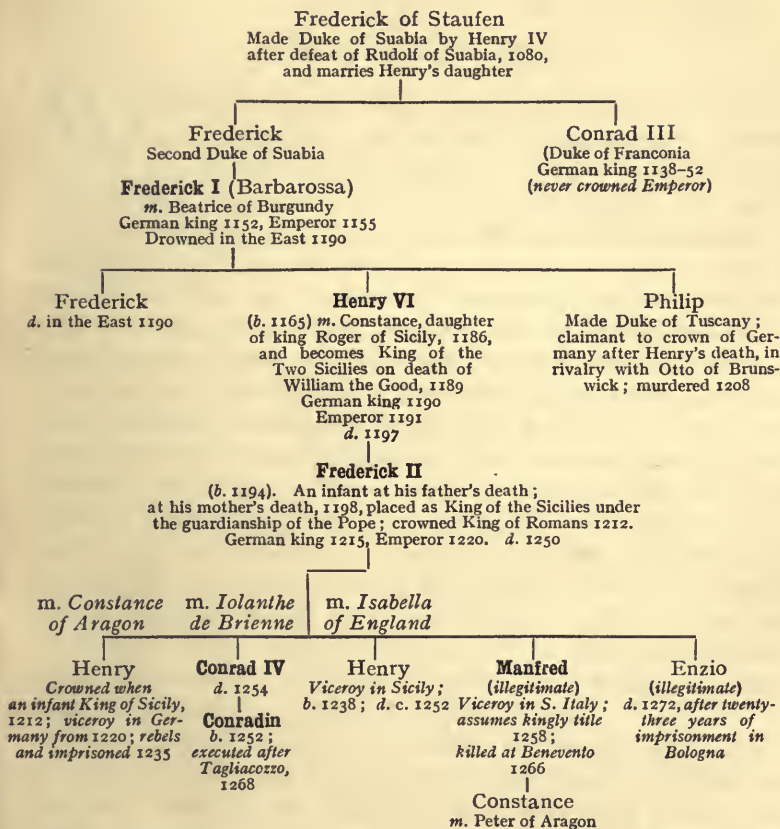 Frederick of Staufen
Made Duke of Suabia by Henry IV
after defeat of Rudolf of Suabia, 1080,
and marries Henry's daughter
Frederick
Second Duke of Suabia
Conrad III
(Duke of Franconia
German king 1138–52
(never crowned Emperor)
Frederick I (Barbarossa)
m. Beatrice of Burgundy
German king 1152, Emperor 1155
Drowned in the East 1190
Frederick
d. in the East 1190
Henry VI
(b. 1165) m. Constance, daughter
of king Roger of Sicily, 1186,
and becomes King of the
Two Sicilies on death of
William the Good, 1189
German king 1190
Emperor 1191
d. 1197
Philip
Made Duke of Tuscany;
claimant to crown of Ger-
many after Henry's death, in
rivalry with Otto of Bruns-
wick; murdered 1208
Frederick II
(b. 1194). An infant at his father's death;
at his mother's death, 1198, placed as King of the Sicilies under
the guardianship of the Pope; crowned King of Romans 1212.
German king 1215, Emperor 1220. d. 1250
m. Constance
of Aragon
m. Iolanthe
de Brienne
m. Isabella
of England
Henry
Crowned when
an infant King of Sicily,
1212; viceroy in Ger-
many from 1220; rebels
and imprisoned 1235
Conrad IV
d. 1254
Conradin
b. 1252;
executed after
Tagliacozzo,
1268
Henry
Viceroy in Sicily;
b. 1238; d. c. 1252
Manfred
(illegitimate)
Viceroy in S. Italy;
assumes kingly title
1258;
killed at Benevento
1266
Constance
m. Peter of Aragon
Enzio
(illegitimate)
d. 1272, after twenty-
three years of
imprisonment in
Bologna